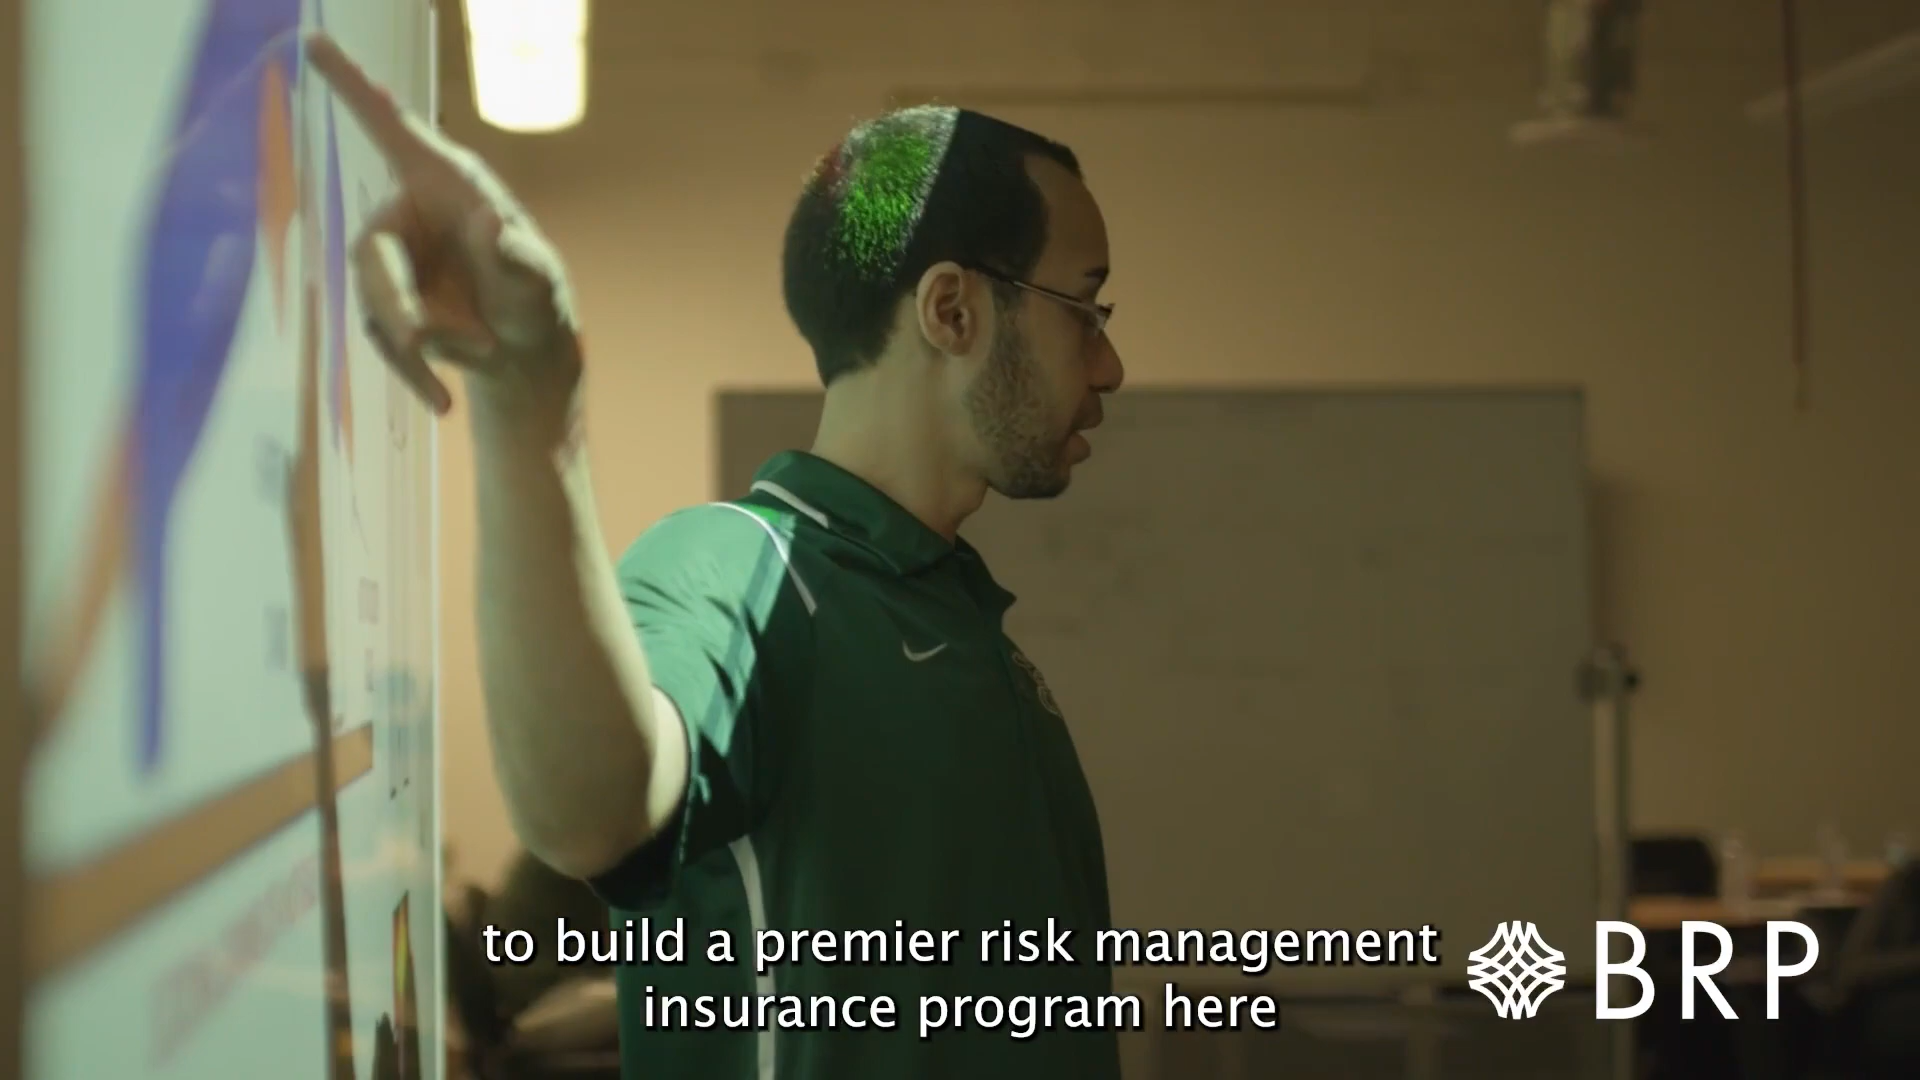 to build a premier risk management
insurance program here
BRP